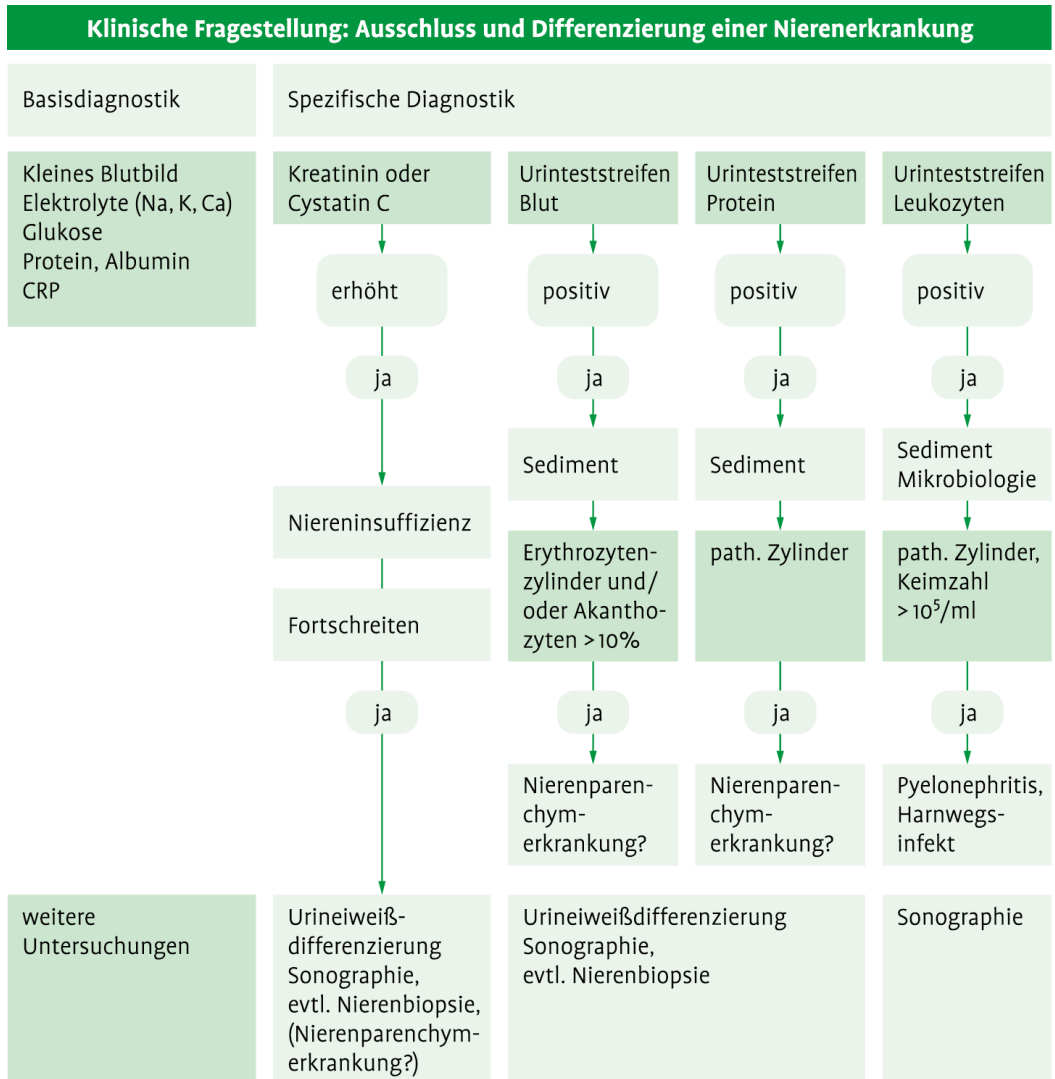 Klinische Fragestellung: Ausschluss und Differenzierung einer Nierenerkrankung
Basisdiagnostik
Spezifische Diagnostik
Kleines Blutbild
Elektrolyte (Na, K, Ca)
Glukose
Protein, Albumin
CRP
Kreatinin oder
Cystatin C
erhöht
ja
Niereninsuffizienz
Fortschreiten
ja
Urinteststreifen
Blut
positiv
ja
Sediment
Erythrozyten-
zylinder und/
oder Akantho-
zyten >10%
ja
Nierenparen-
chym-
erkrankung?
Urinteststreifen
Protein
positiv
ja
Sediment
path. Zylinder
ja
Nierenparen-
chym-
erkrankung?
Urinteststreifen
Leukozyten
positiv
ja
Sediment
Mikrobiologie
path. Zylinder,
Keimzahl
>10⁵/ml
ja
Pyelonephritis,
Harnwegs-
infekt
weitere
Untersuchungen
Urineiweiß-
differenzierung
Sonographie,
evtl. Nierenbiopsie,
(Nierenparenchym-
erkrankung?)
Urineiweißdifferenzierung
Sonographie,
evtl. Nierenbiopsie
Sonographie